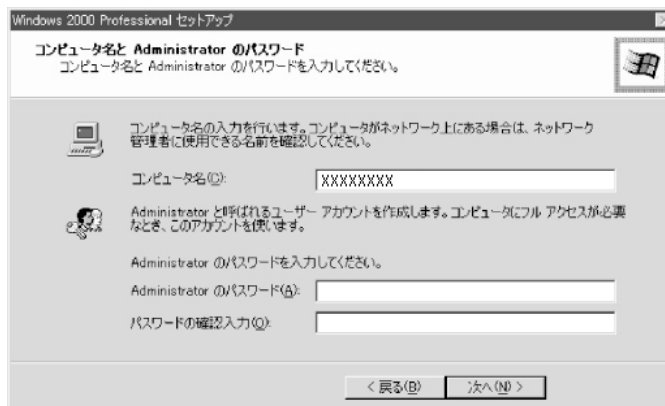 Windows 2000 Professional セットアップ
コンピュータ名と Administrator のパスワード
コンピュータ名と Administrator のパスワードを入力してください。
コンピュータ名の入力を行います。コンピュータがネットワーク上にある場合は、ネットワーク
管理者に使用できる名前を確認してください。
コンピュータ名(C):
XXXXXXXX
Administrator と呼ばれるユーザー アカウントを作成します。コンピュータにフル アクセスが必要
なとき、このアカウントを使います。
Administrator のパスワードを入力してください。
Administrator のパスワード(A):
パスワードの確認入力(O):
< 戻る(B)
次へ(N) >